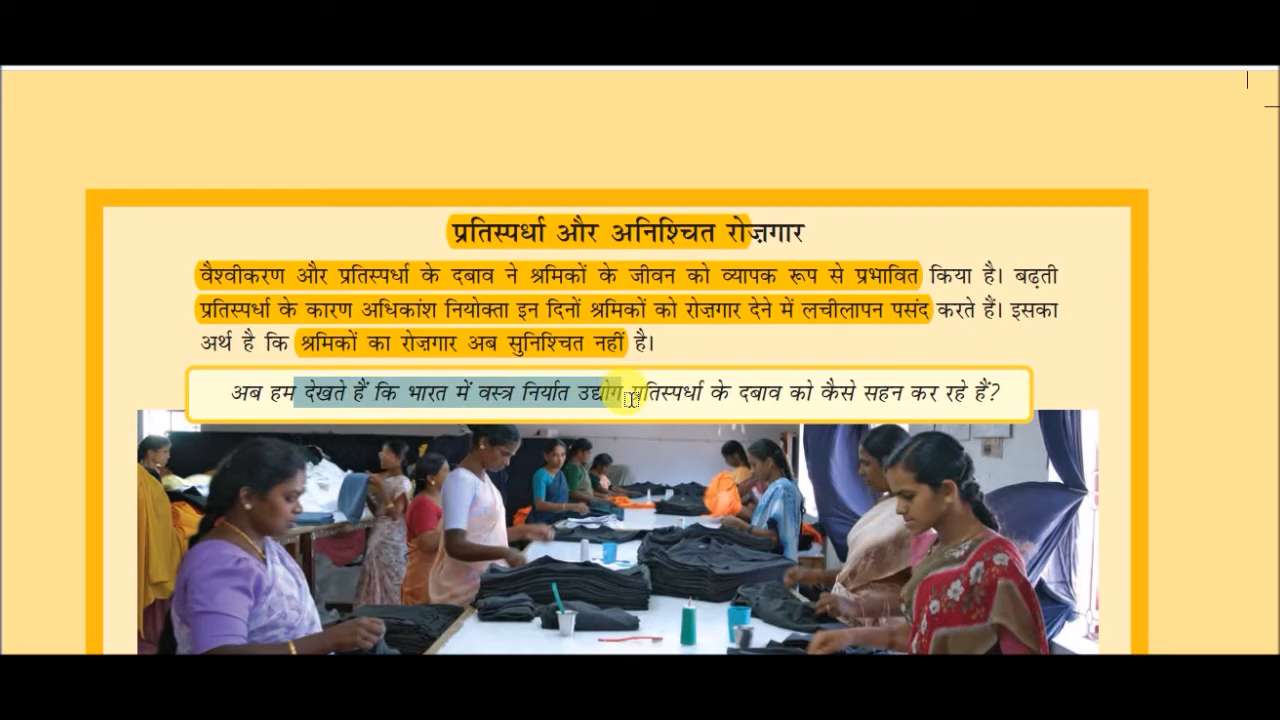 प्रतिस्पर्धा और अनिश्चित रोज़गार
वैश्वीकरण और प्रतिस्पर्धा के दबाव ने श्रमिकों के जीवन को व्यापक रूप से प्रभावित किया है। बढ़ती
प्रतिस्पर्धा के कारण अधिकांश नियोक्ता इन दिनों श्रमिकों को रोज़गार देने में लचीलापन पसंद करते हैं। इसका
अर्थ है कि श्रमिकों का रोज़गार अब सुनिश्चित नहीं है।
अब हम देखते हैं कि भारत में वस्त्र निर्यात उद्योग प्रतिस्पर्धा के दबाव को कैसे सहन कर रहे हैं?